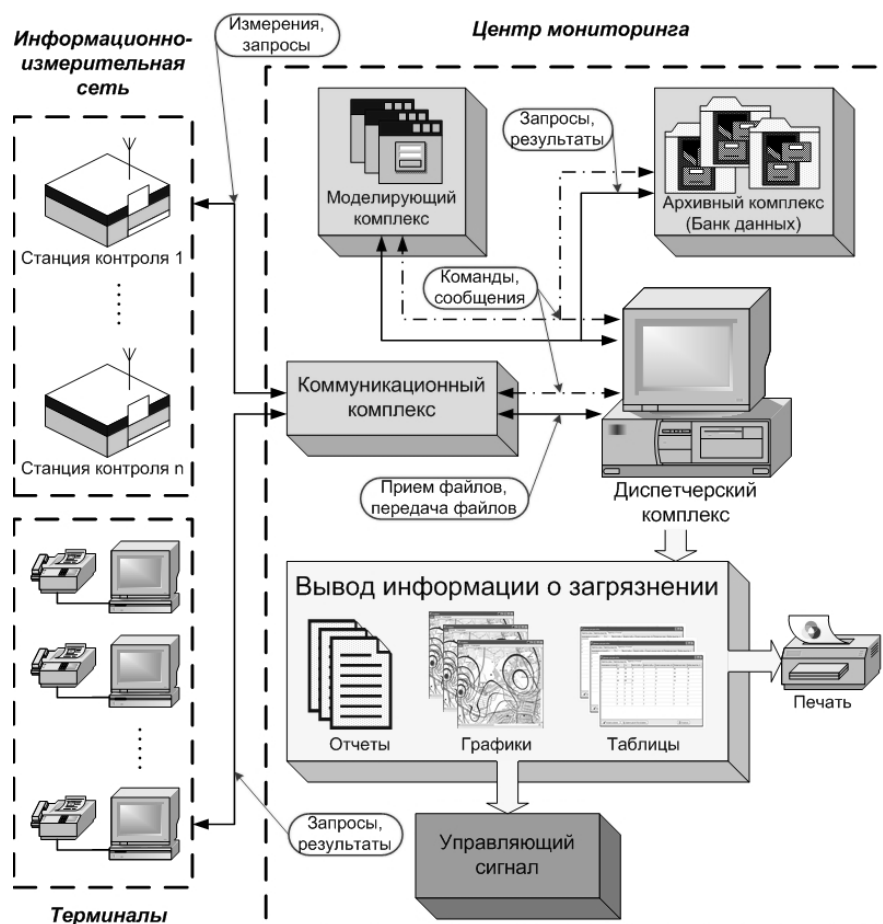 Информационно-
измерительная
сеть
Измерения,
запросы
Центр мониторинга
Станция контроля 1
Станция контроля n
Моделирующий
комплекс
Запросы,
результаты
Архивный комплекс
(Банк данных)
Команды,
сообщения
Коммуникационный
комплекс
Прием файлов,
передача файлов
Диспетчерский
комплекс
Вывод информации о загрязнении
Отчеты
Графики
Таблицы
Печать
Запросы,
результаты
Управляющий
сигнал
Терминалы